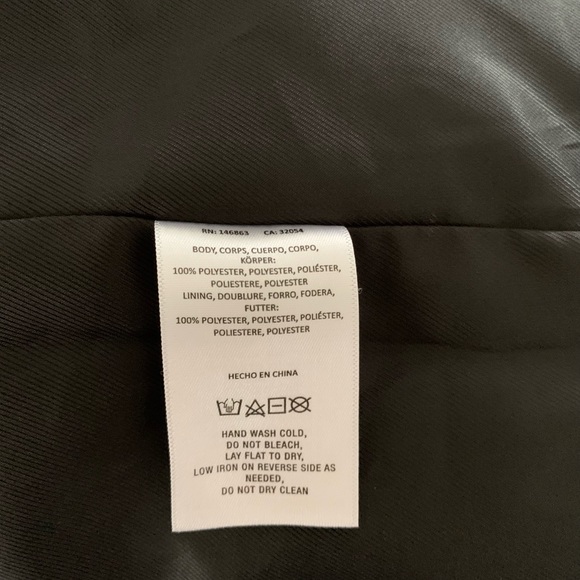 RN: 146863 CA: 32054
BODY, CORPS, CUERPO, CORPO,
KÖRPER:
100% POLYESTER, POLYESTER, POLIÉSTER,
POLIESTERE, POLYESTER
LINING, DOUBLURE, FORRO, FODERA,
FUTTER:
100% POLYESTER, POLYESTER, POLIÉSTER,
POLIESTERE, POLYESTER
HECHO EN CHINA
HAND WASH COLD,
DO NOT BLEACH,
LAY FLAT TO DRY,
LOW IRON ON REVERSE SIDE AS
NEEDED,
DO NOT DRY CLEAN